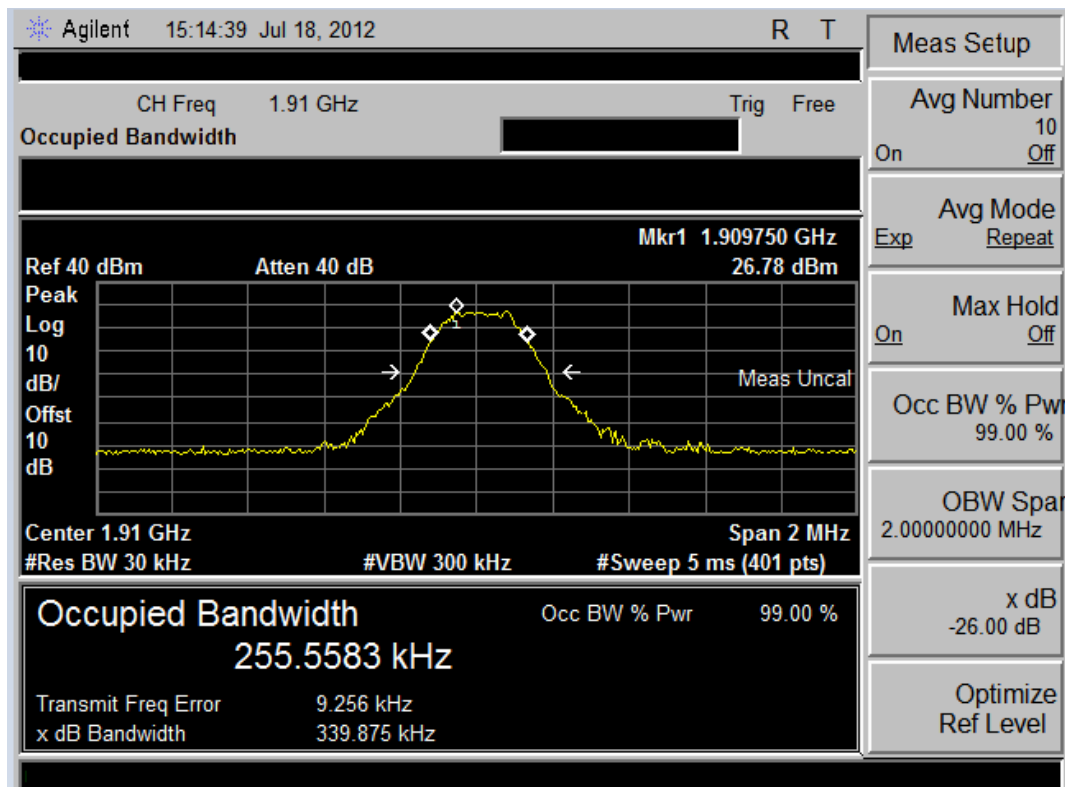 Agilent 15:14:39 Jul 18, 2012 R T
Meas Setup
CH Freq 1.91 GHz Trig Free
Occupied Bandwidth
Avg Number
10
On Off
Avg Mode
Exp Repeat
Max Hold
On Off
Occ BW % Pwr
99.00 %
OBW Span
2.00000000 MHz
x dB
-26.00 dB
Optimize
Ref Level
Mkr1 1.909750 GHz
Ref 40 dBm Atten 40 dB 26.78 dBm
Peak
Log
10
dB/
Offst
10
dB
1
Meas Uncal
Center 1.91 GHz Span 2 MHz
#Res BW 30 kHz #VBW 300 kHz #Sweep 5 ms (401 pts)
Occupied Bandwidth Occ BW % Pwr 99.00 %
255.5583 kHz
Transmit Freq Error 9.256 kHz
x dB Bandwidth 339.875 kHz